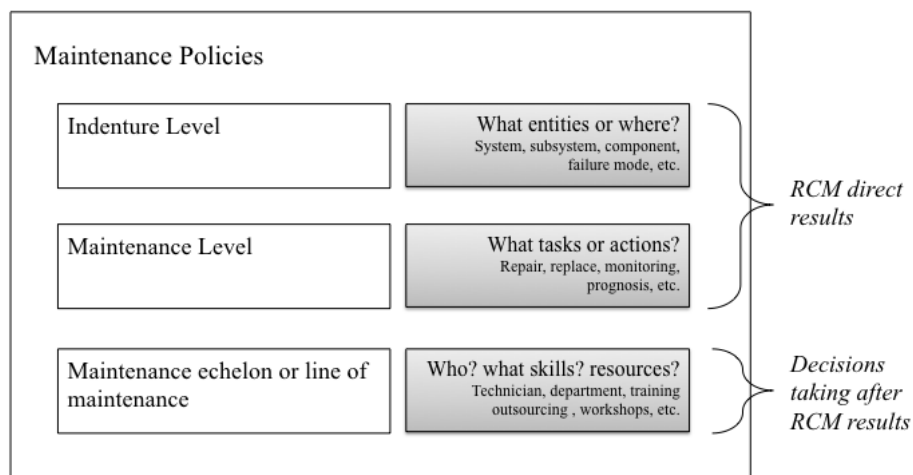 Maintenance Policies
Indenture Level
What entities or where?
System, subsystem, component,
failure mode, etc.
RCM direct
results
Maintenance Level
What tasks or actions?
Repair, replace, monitoring,
prognosis, etc.
Maintenance echelon or line of
maintenance
Who? what skills? resources?
Technician, department, training
outsourcing , workshops, etc.
Decisions
taking after
RCM results